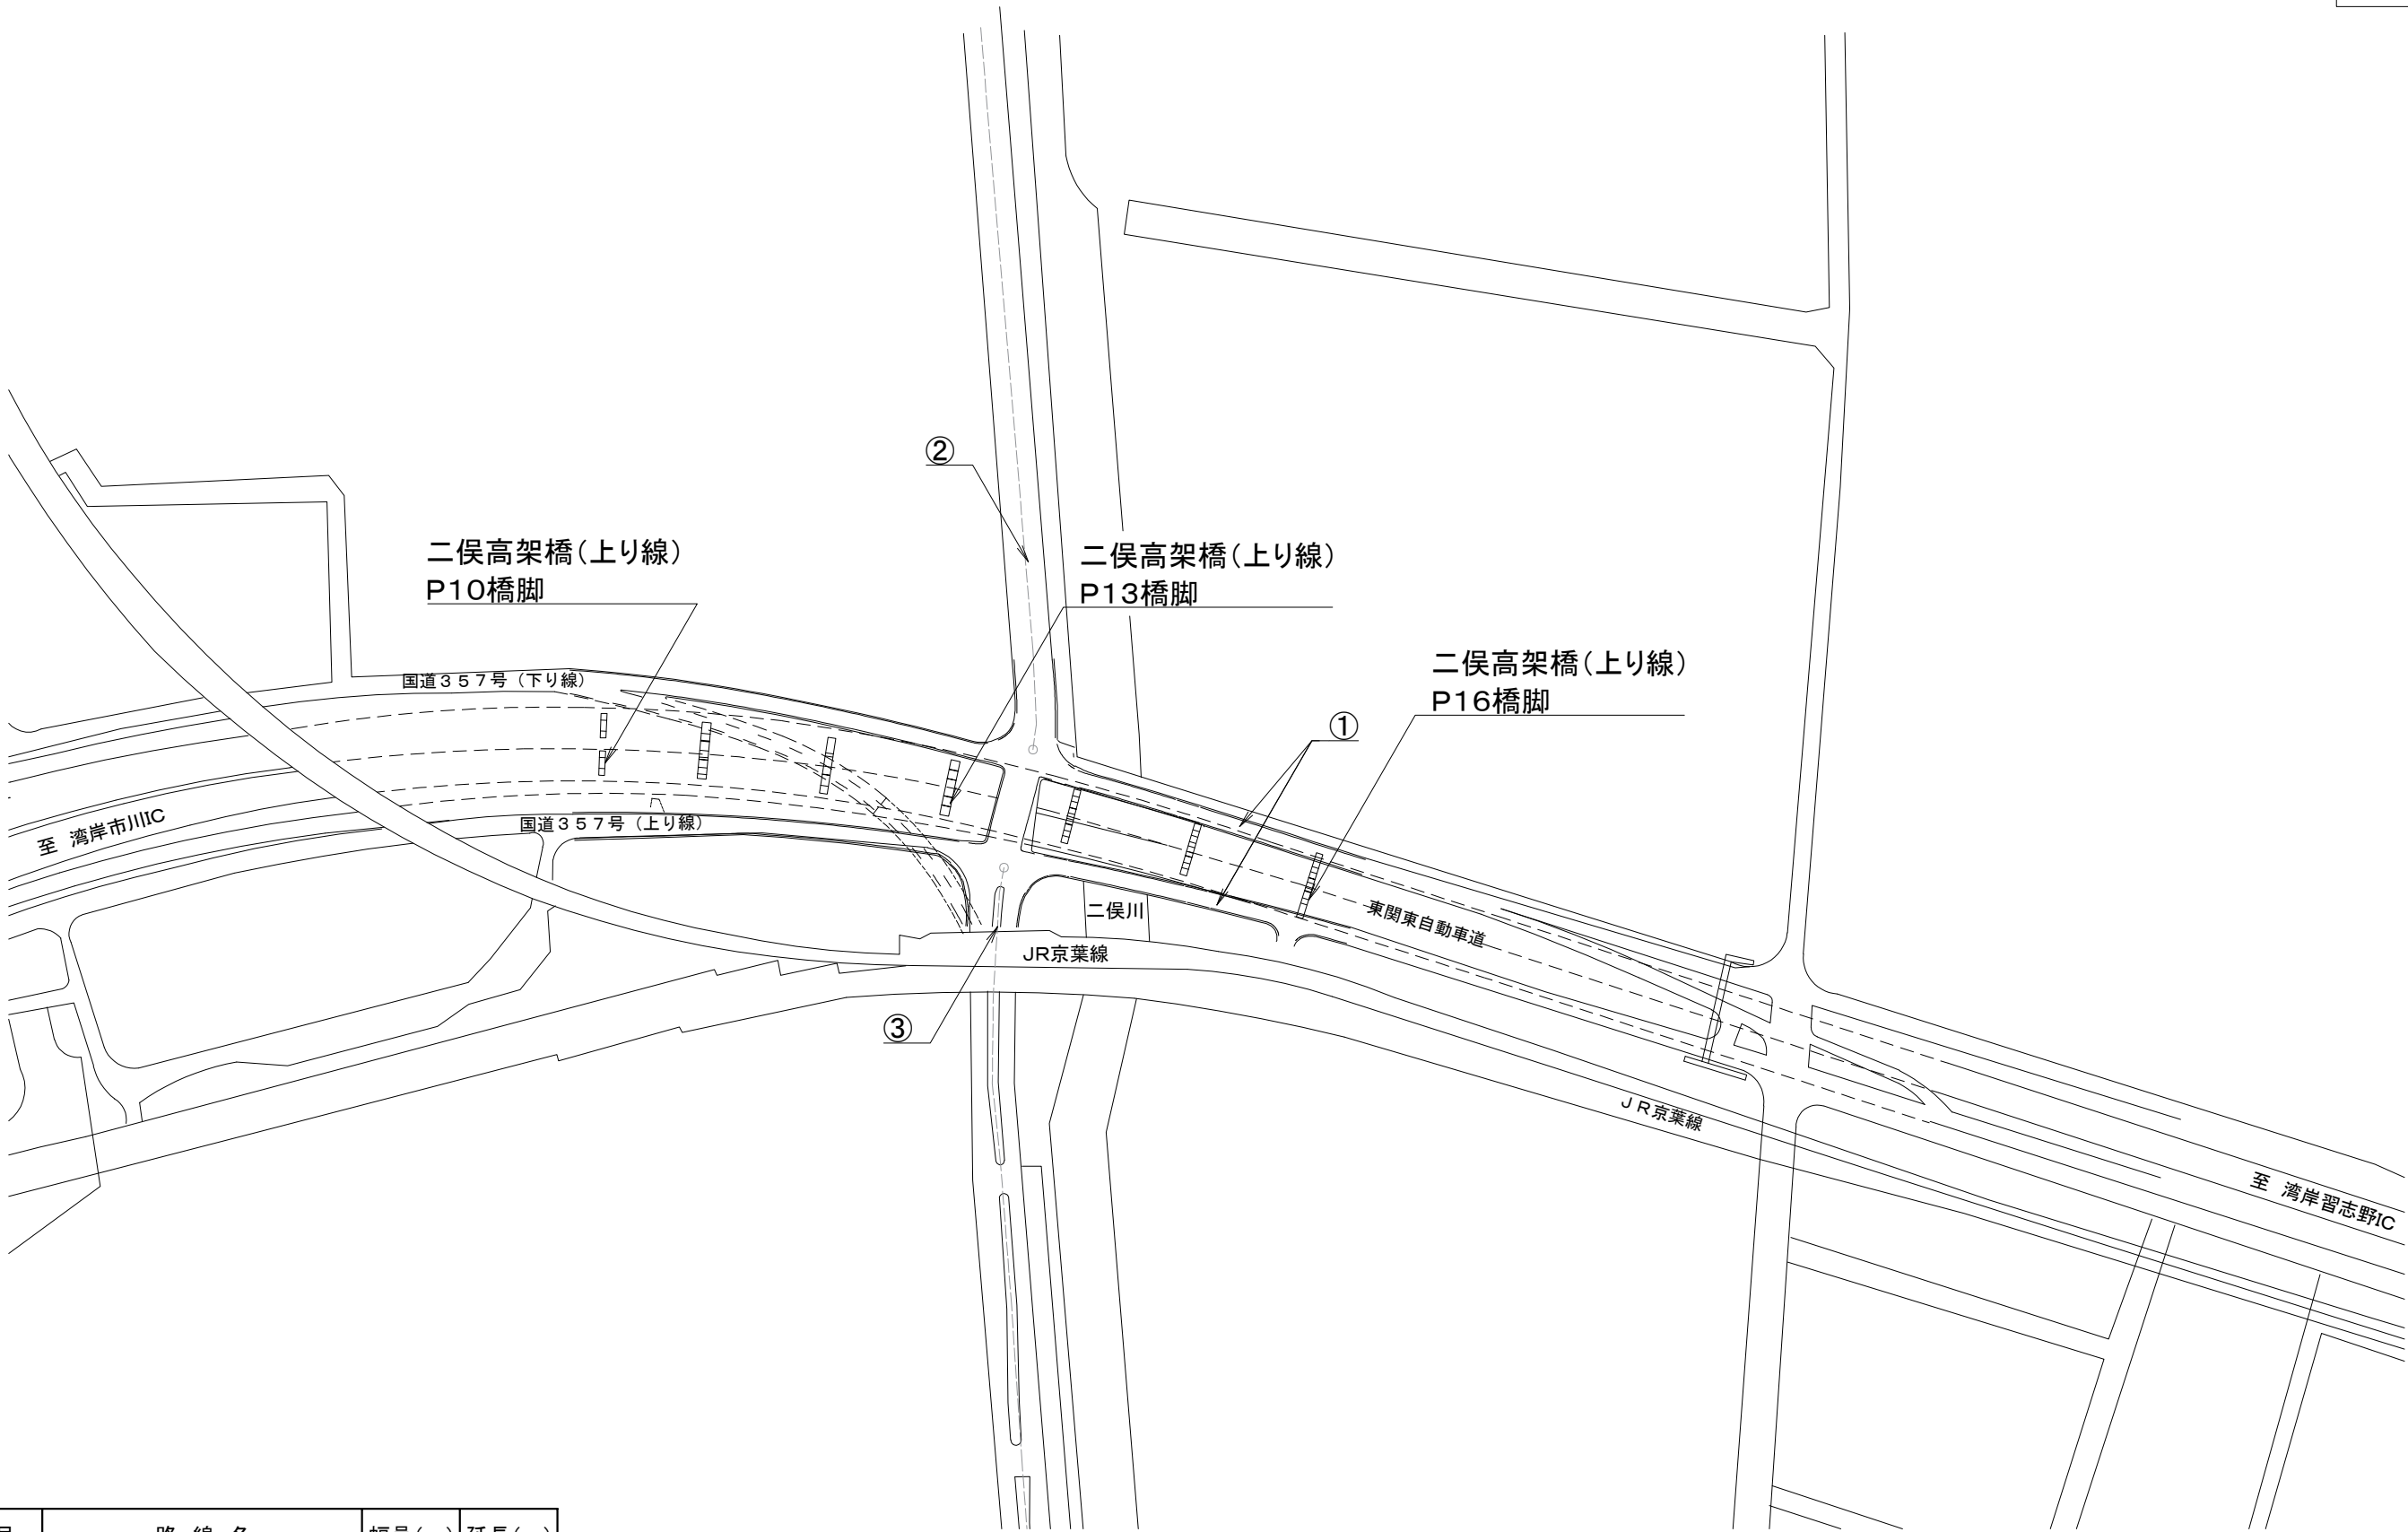 ②
二俣高架橋（上り線）
P10橋脚
二俣高架橋（上り線）
P13橋脚
二俣高架橋（上り線）
P16橋脚
①
国道３５７号（下り線）
国道３５７号（上り線）
至 湾岸市川IC
二俣川
東関東自動車道
JR京葉線
③
ＪＲ京葉線
至 湾岸習志野IC
路 線 名